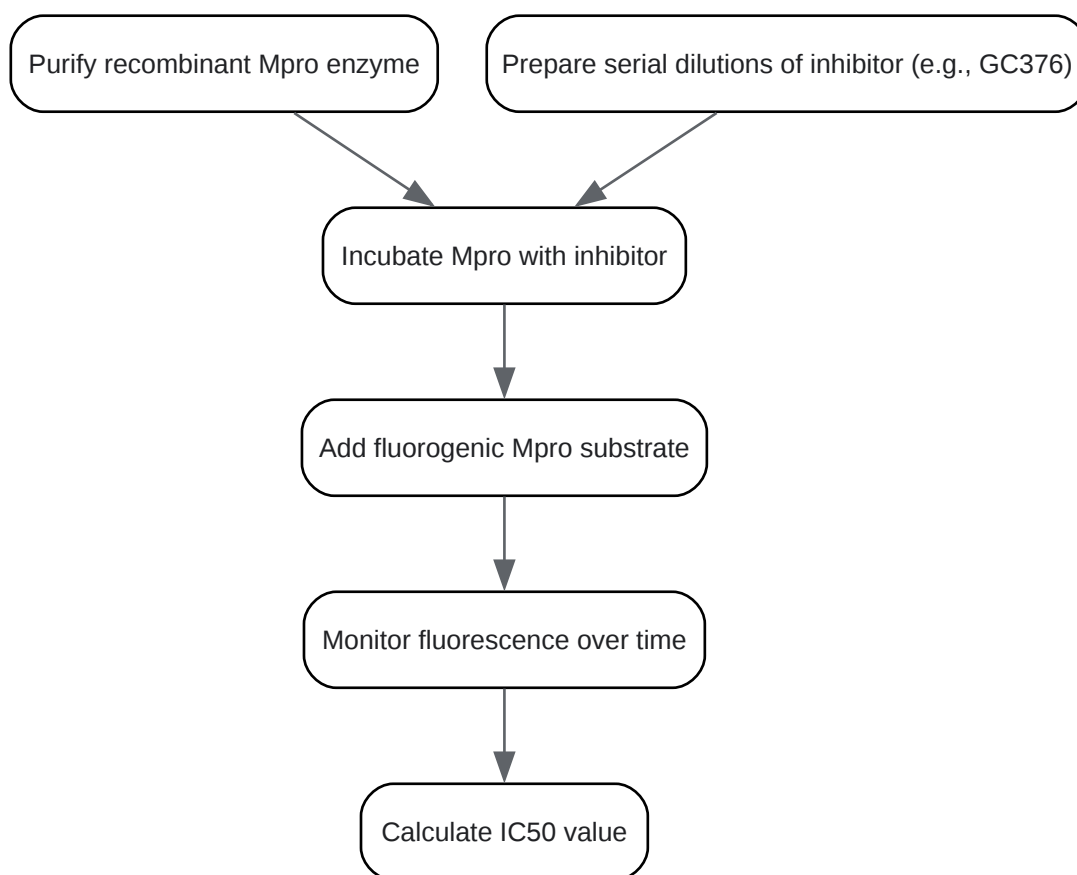 Purify recombinant Mpro enzyme
Prepare serial dilutions of inhibitor (e.g., GC376)
Incubate Mpro with inhibitor
Add fluorogenic Mpro substrate
Monitor fluorescence over time
Calculate IC50 value